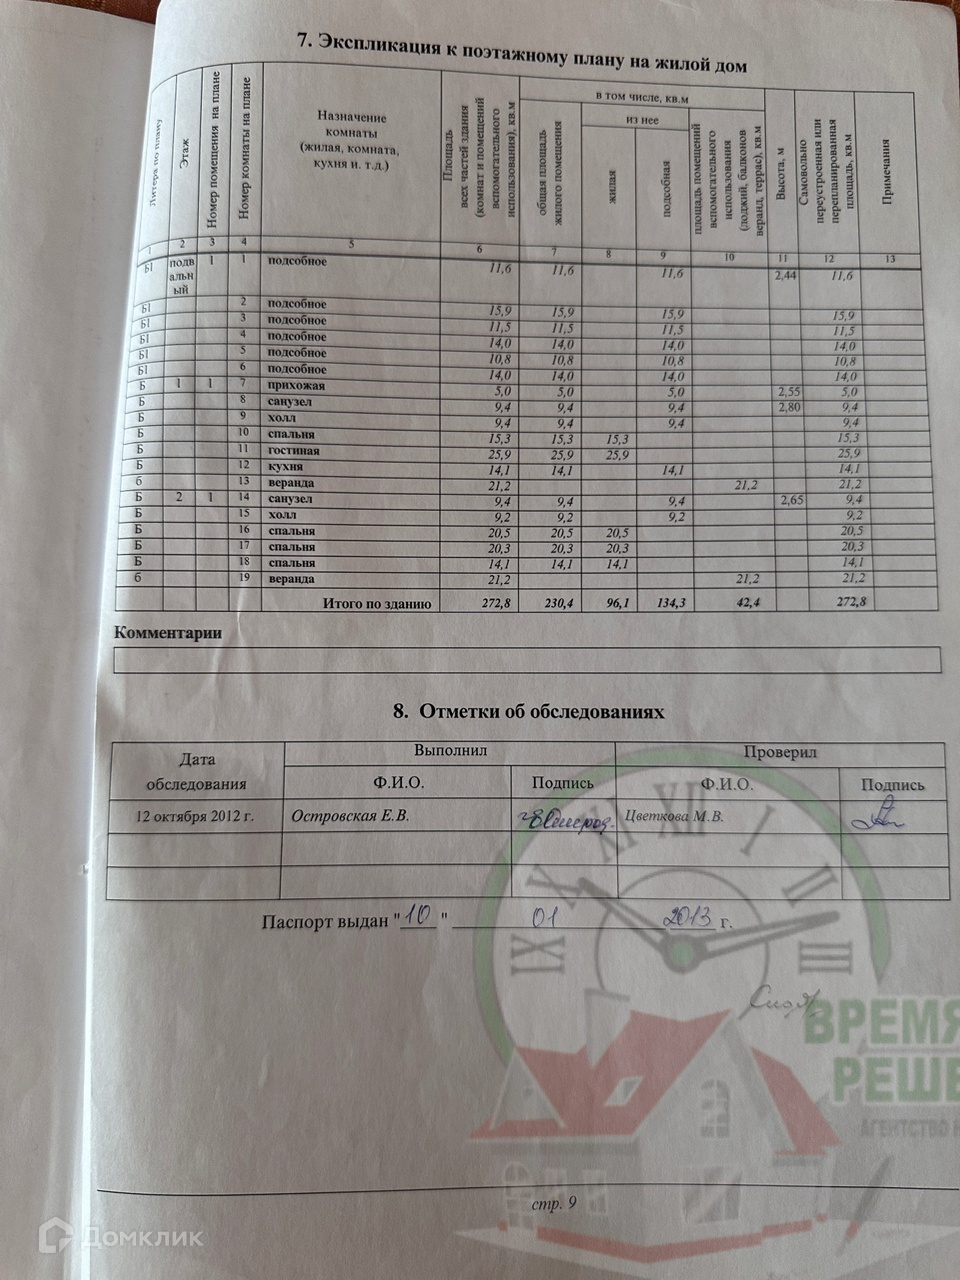 7. Экспликация к поэтажному плану на жилой дом
Литера по плану
Этаж
Номер помещения на плане
Номер комнаты на плане
Назначение
комнаты
(жилая, комната,
кухня и. т.д.)
Площадь
всех частей здания
(комнат и помещений
вспомогательного
использования), кв.м
в том числе, кв.м
общая площадь
жилого помещения
из нее
жилая
подсобная
площадь помещений
вспомогательного
использования
(лоджий, балконов
веранд, террас), кв.м
Высота, м
Самовольно
переустроенная или
перепланированная
площадь, кв.м
Примечания
1 2 3 4 5 6 7 8 9 10 11 12 13
Б1 подв 1 1 подсобное 11,6 11,6 11,6 2,44 11,6
альн
ый
Б1 2 подсобное 15,9 15,9 15,9 15,9
Б1 3 подсобное 11,5 11,5 11,5 11,5
Б1 4 подсобное 14,0 14,0 14,0 14,0
Б1 5 подсобное 10,8 10,8 10,8 10,8
Б1 6 подсобное 14,0 14,0 14,0 14,0
Б 1 1 7 прихожая 5,0 5,0 5,0 2,55 5,0
Б 8 санузел 9,4 9,4 9,4 2,80 9,4
Б 9 холл 9,4 9,4 9,4 9,4
Б 10 спальня 15,3 15,3 15,3 15,3
Б 11 гостиная 25,9 25,9 25,9 25,9
Б 12 кухня 14,1 14,1 14,1 14,1
б 13 веранда 21,2 21,2 21,2
Б 2 1 14 санузел 9,4 9,4 9,4 2,65 9,4
Б 15 холл 9,2 9,2 9,2 9,2
Б 16 спальня 20,5 20,5 20,5 20,5
Б 17 спальня 20,3 20,3 20,3 20,3
Б 18 спальня 14,1 14,1 14,1 14,1
б 19 веранда 21,2 21,2 21,2
Итого по зданию 272,8 230,4 96,1 134,3 42,4 272,8
Комментарии
8. Отметки об обследованиях
Дата
обследования
Выполнил
Проверил
Ф.И.О. Подпись Ф.И.О. Подпись
12 октября 2012 г. Островская Е.В. Цветкова М.В.
Паспорт выдан "10" 01 2013 г.
XII I II III IX X XI
ВРЕМЯ
РЕШЕ
АГЕНТСТВО Н
стр. 9
Домклик